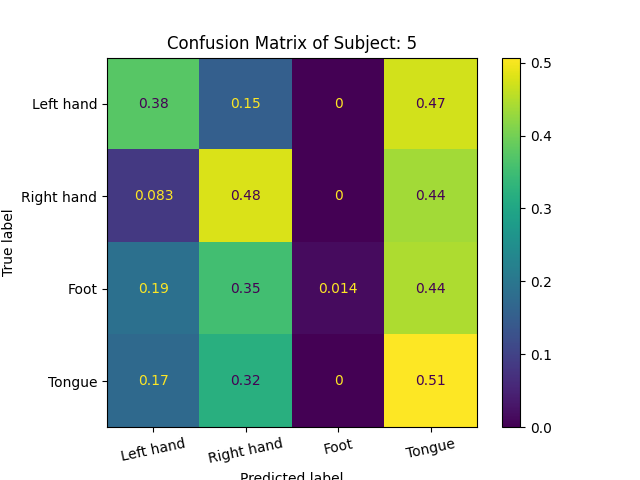 Confusion Matrix of Subject: 5
True label
Left hand 0.38 0.15 0 0.47
Right hand 0.083 0.48 0 0.44
Foot 0.19 0.35 0.014 0.44
Tongue 0.17 0.32 0 0.51
Left hand Right hand Foot Tongue
Predicted label
0.5
0.4
0.3
0.2
0.1
0.0